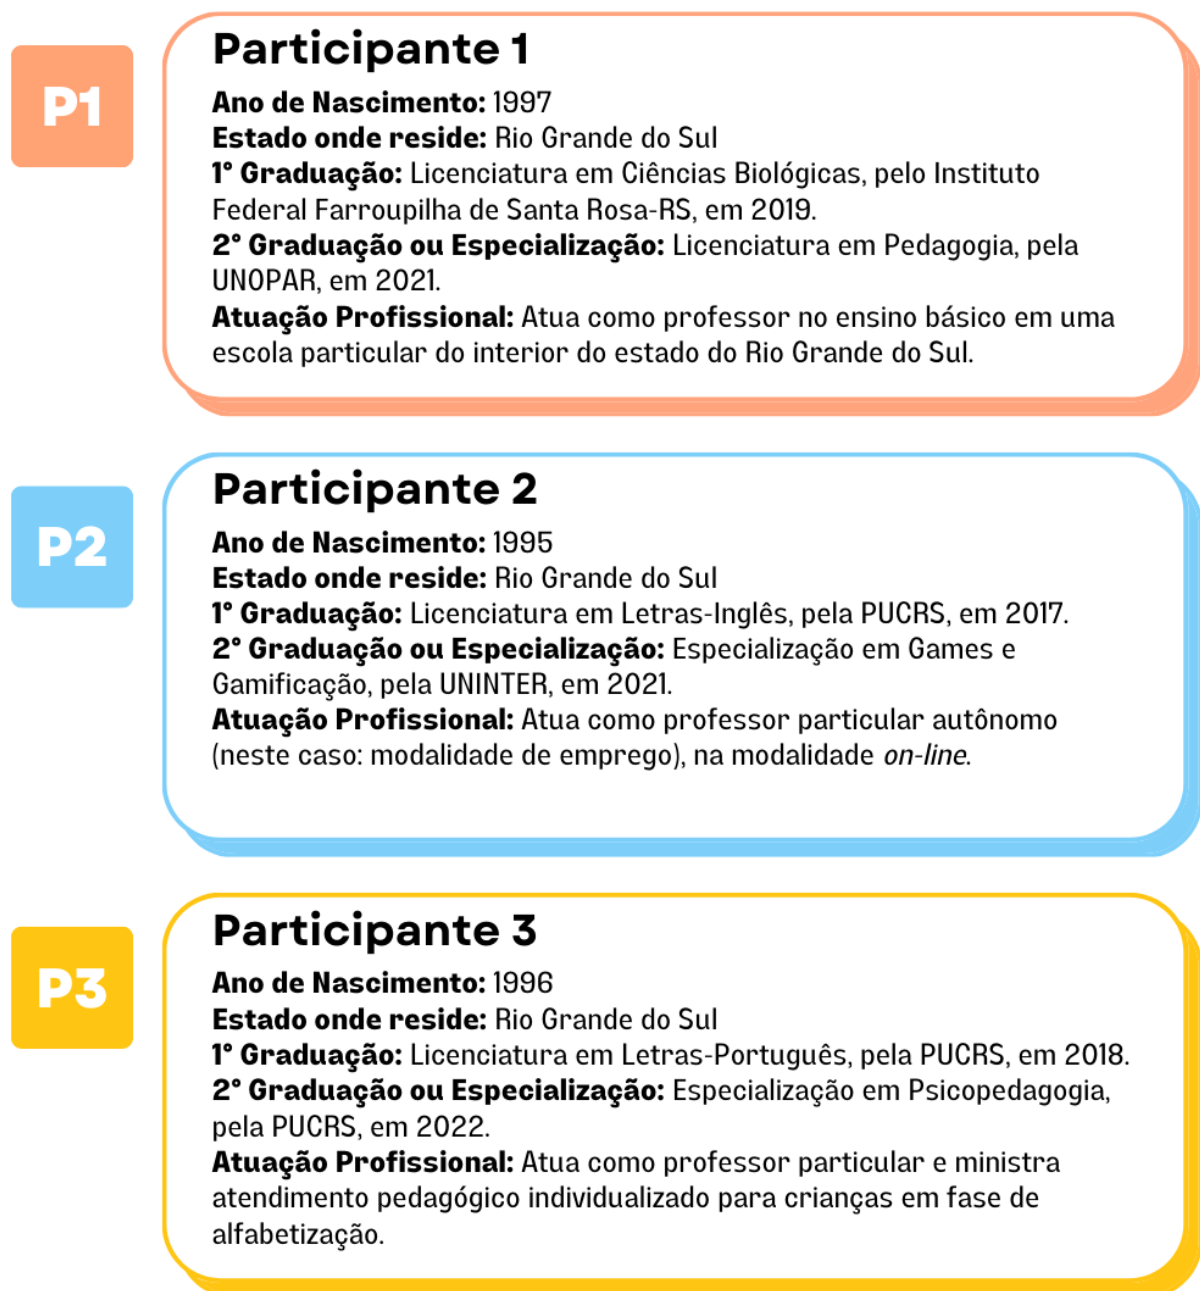 P1
Participante 1
Ano de Nascimento: 1997
Estado onde reside: Rio Grande do Sul
1° Graduação: Licenciatura em Ciências Biológicas, pelo Instituto
Federal Farroupilha de Santa Rosa-RS, em 2019.
2° Graduação ou Especialização: Licenciatura em Pedagogia, pela
UNOPAR, em 2021.
Atuação Profissional: Atua como professor no ensino básico em uma
escola particular do interior do estado do Rio Grande do Sul.
P2
Participante 2
Ano de Nascimento: 1995
Estado onde reside: Rio Grande do Sul
1° Graduação: Licenciatura em Letras-Inglês, pela PUCRS, em 2017.
2° Graduação ou Especialização: Especialização em Games e
Gamificação, pela UNINTER, em 2021.
Atuação Profissional: Atua como professor particular autônomo
(neste caso: modalidade de emprego), na modalidade on-line.
P3
Participante 3
Ano de Nascimento: 1996
Estado onde reside: Rio Grande do Sul
1° Graduação: Licenciatura em Letras-Português, pela PUCRS, em 2018.
2° Graduação ou Especialização: Especialização em Psicopedagogia,
pela PUCRS, em 2022.
Atuação Profissional: Atua como professor particular e ministra
atendimento pedagógico individualizado para crianças em fase de
alfabetização.